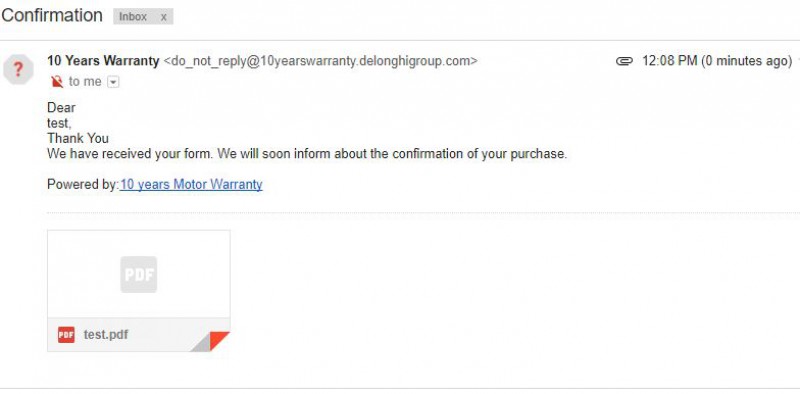 Confirmation Inbox x
? 10 Years Warranty <do_not_reply@10yearswarranty.delonghigroup.com> 12:08 PM (0 minutes ago)
to me
Dear
test,
Thank You
We have received your form. We will soon inform about the confirmation of your purchase.
Powered by:10 years Motor Warranty
PDF
PDF test.pdf